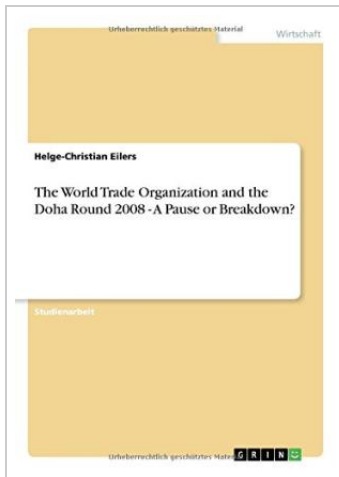 Urheberrechtlich geschütztes Material
Wirtschaft
Helge-Christian Eilers
The World Trade Organization and the
Doha Round 2008 - A Pause or Breakdown?
Studienarbeit
Urheberrechtlich geschütztes Mater
GRIN